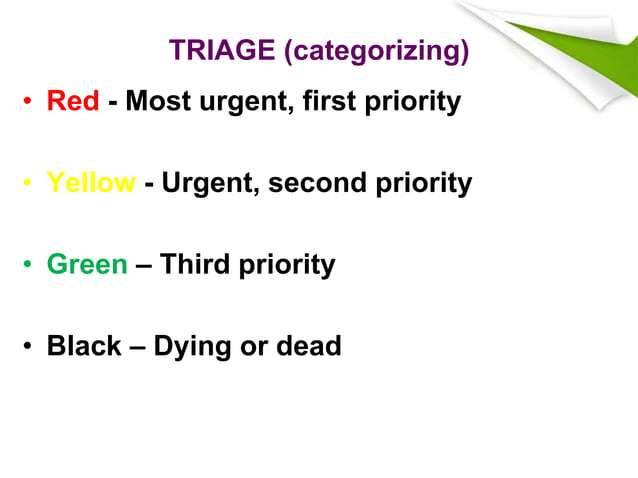 TRIAGE (categorizing)
• Red - Most urgent, first priority
• Yellow - Urgent, second priority
• Green – Third priority
• Black – Dying or dead